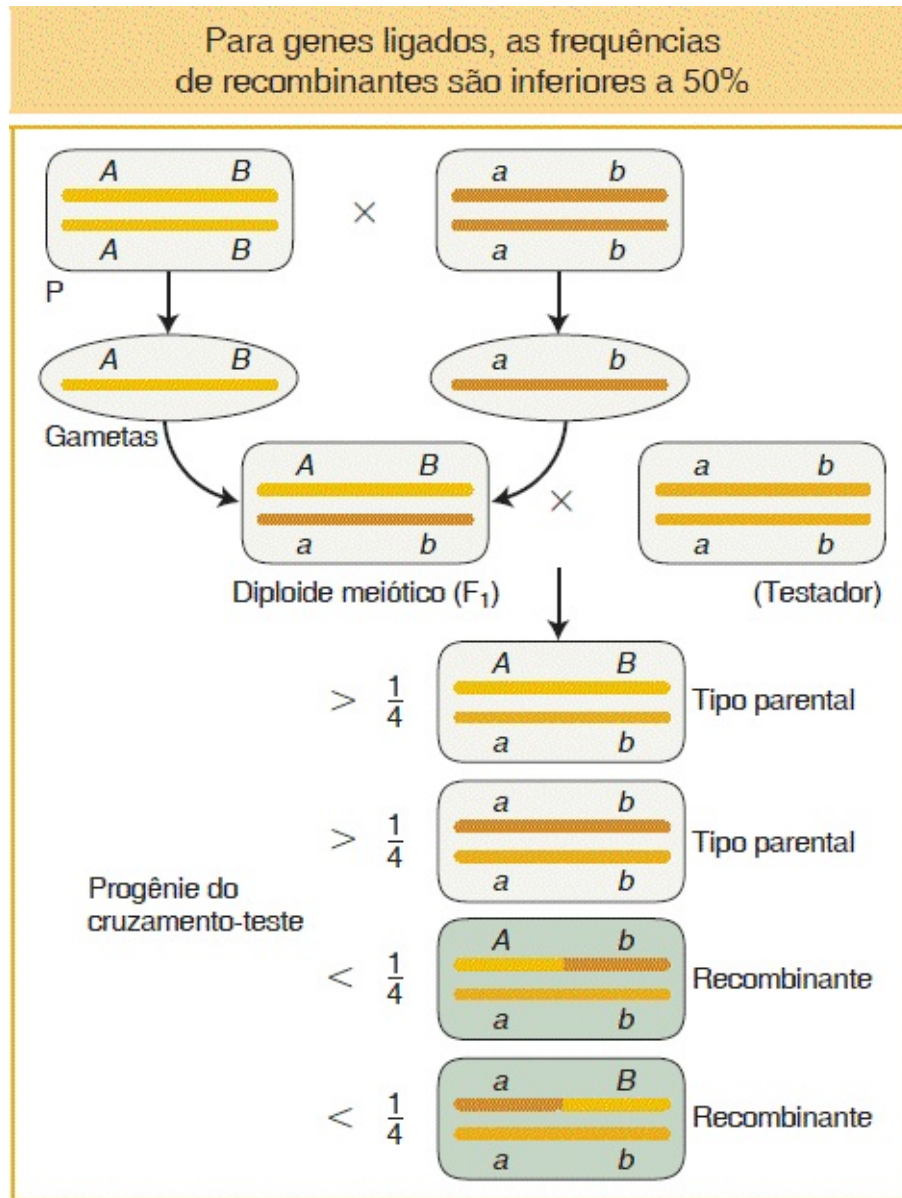 Para genes ligados, as frequências
de recombinantes são inferiores a 50%
A B
a b
×
A B
a b
P
A B
a b
Gametas
A B
a b
×
a b
a b
Diploide meiótico (F₁)
(Testador)
A B
> 1/4
Tipo parental
a b
a b
> 1/4
Tipo parental
a b
Progênie do
cruzamento-teste
A b
< 1/4
Recombinante
a b
a B
< 1/4
Recombinante
a b